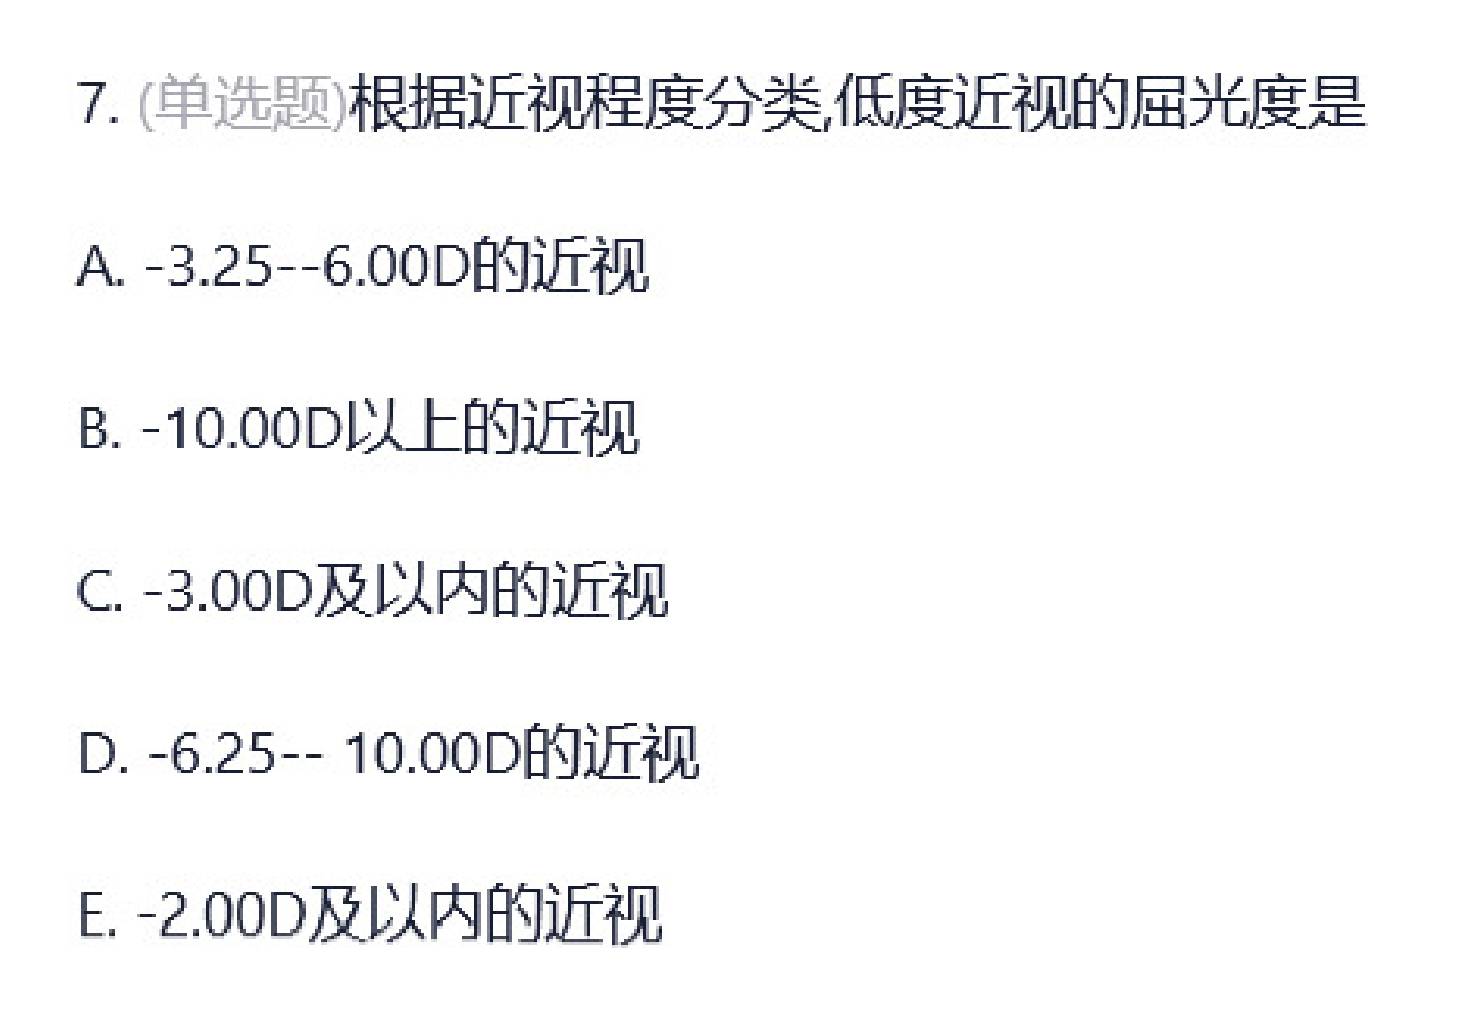 7. (单选题)根据近视程度分类,低度近视的屈光度是
A. -3.25--6.00D的近视
B. -10.00D以上的近视
C. -3.00D及以内的近视
D. -6.25-- 10.00D的近视
E. -2.00D及以内的近视